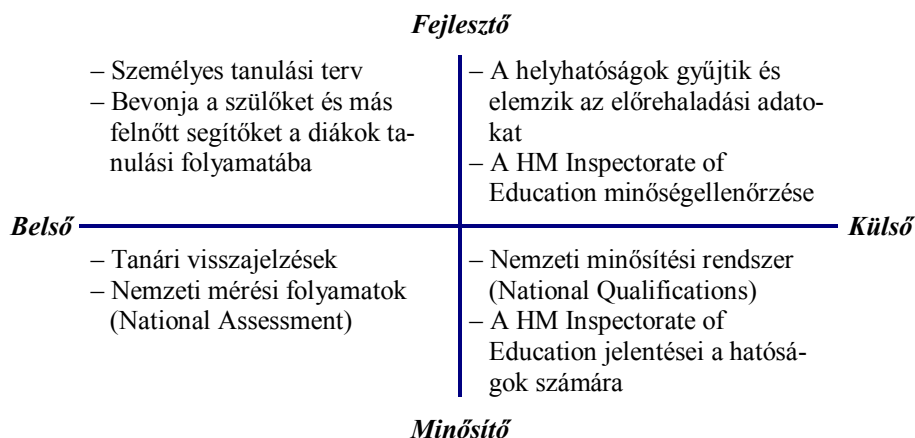 Fejlesztő
– Személyes tanulási terv
– Bevonja a szülőket és más
felnőtt segítőket a diákok ta-
nulási folyamatába
– A helyhatóságok gyűjtik és
elemzik az előrehaladási adato-
kat
– A HM Inspectorate of
Education minőségellenőrzése
Belső
Külső
– Tanári visszajelzések
– Nemzeti mérési folyamatok
(National Assessment)
– Nemzeti minősítési rendszer
(National Qualifications)
– A HM Inspectorate of
Education jelentései a hatósá-
gok számára
Minősítő